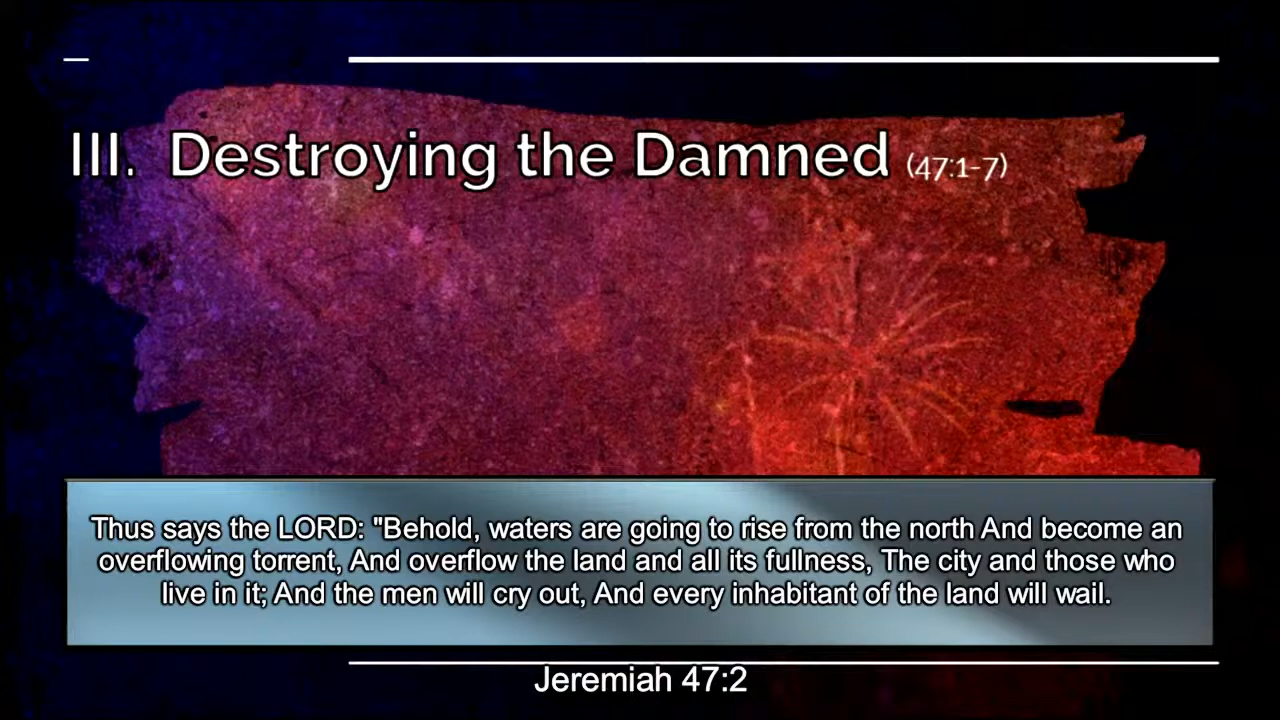 III. Destroying the Damned (47:1-7)
Thus says the LORD: "Behold, waters are going to rise from the north And become an
overflowing torrent, And overflow the land and all its fullness, The city and those who
live in it; And the men will cry out, And every inhabitant of the land will wail.
Jeremiah 47:2